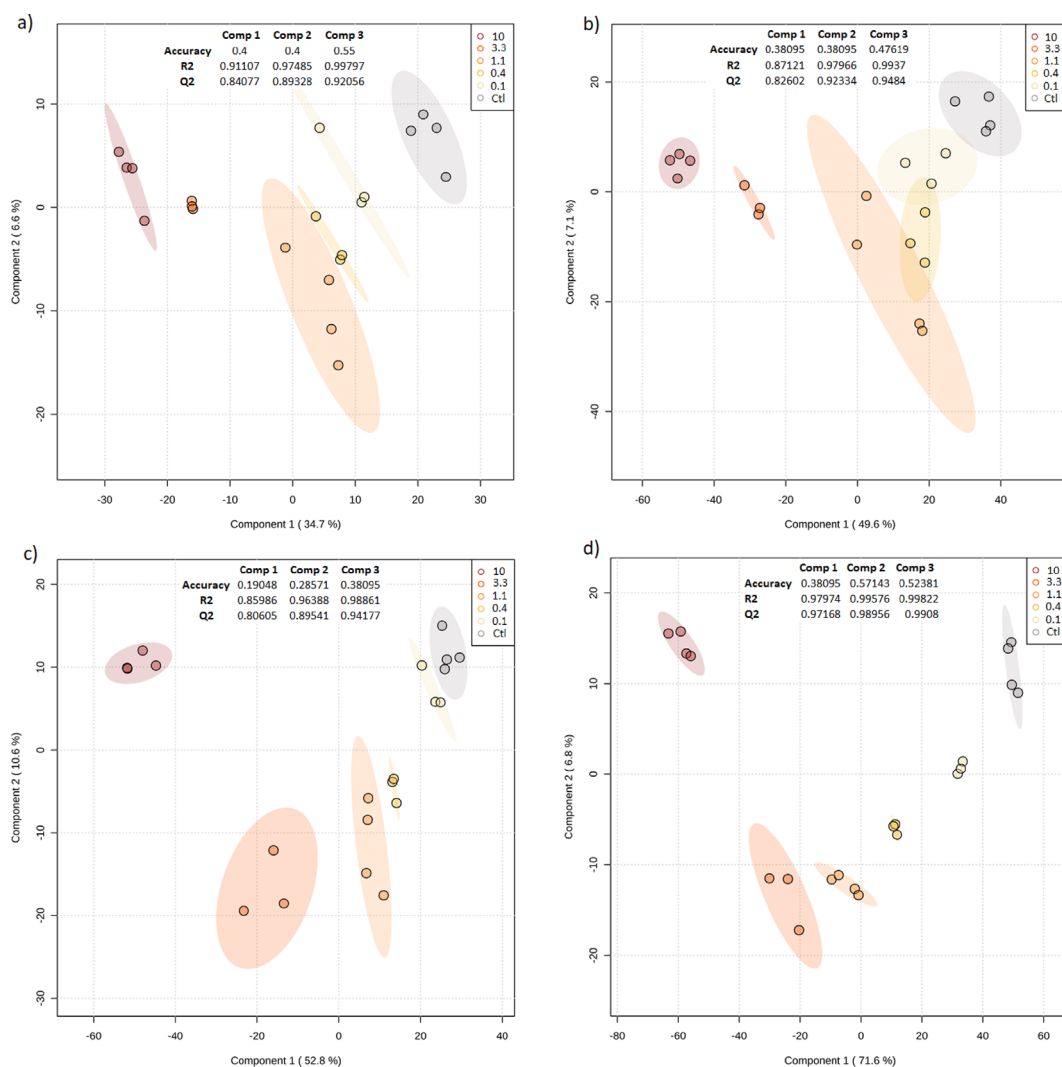 a)
Comp 1 Comp 2 Comp 3
Accuracy 0.4 0.4 0.55
R2 0.91107 0.97485 0.99797
Q2 0.84077 0.89328 0.92056
10
3.3
1.1
0.4
0.1
Ctl
10
0
-10
-20
Component 2 ( 6.6 %)
-30 -20 -10 0 10 20 30
Component 1 ( 34.7 %)
b)
Comp 1 Comp 2 Comp 3
Accuracy 0.38095 0.38095 0.47619
R2 0.87121 0.97966 0.9937
Q2 0.82602 0.92334 0.9484
10
3.3
1.1
0.4
0.1
Ctl
20
0
-20
-40
Component 2 ( 7.1 %)
-60 -40 -20 0 20 40
Component 1 ( 49.6 %)
c)
Comp 1 Comp 2 Comp 3
Accuracy 0.19048 0.28571 0.38095
R2 0.85986 0.96388 0.98861
Q2 0.80605 0.89541 0.94177
10
3.3
1.1
0.4
0.1
Ctl
20
10
0
-10
-20
-30
Component 2 ( 10.6 %)
-60 -40 -20 0 20 40
Component 1 ( 52.8 %)
d)
Comp 1 Comp 2 Comp 3
Accuracy 0.38095 0.57143 0.52381
R2 0.97974 0.99576 0.99822
Q2 0.97168 0.98956 0.9908
10
3.3
1.1
0.4
0.1
Ctl
20
10
0
-10
-20
Component 2 ( 6.8 %)
-80 -60 -40 -20 0 20 40 60
Component 1 ( 71.6 %)